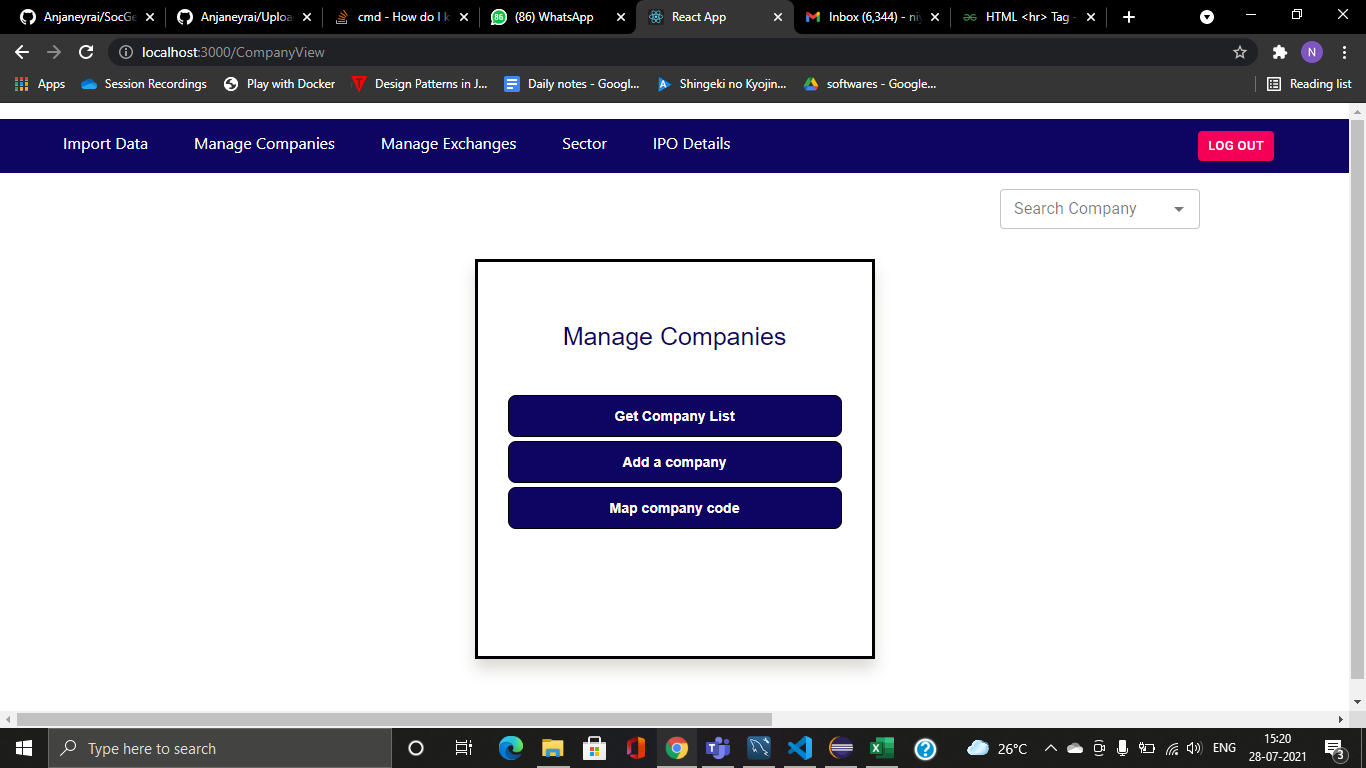 Anjaneyrai/SocGe
Anjaneyrai/Uploa
cmd - How do I k
(86) WhatsApp
React App
Inbox (6,344) - niy
HTML <hr> Tag -
localhost:3000/CompanyView
N
Apps
Session Recordings
Play with Docker
Design Patterns in J...
Daily notes - Googl...
Shingeki no Kyojin...
softwares - Google...
Reading list
Import Data
Manage Companies
Manage Exchanges
Sector
IPO Details
LOG OUT
Search Company
Manage Companies
Get Company List
Add a company
Map company code
Type here to search
26°C
ENG
15:20
28-07-2021
3